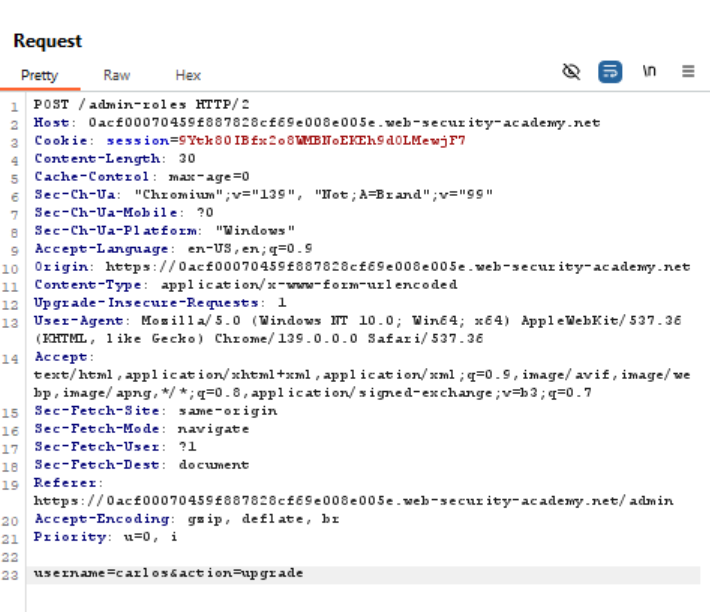 Request
Pretty Raw Hex \n
1 POST /admin-roles HTTP/2
2 Host: 0acf00070459f887828cf69e008e005e.web-security-academy.net
3 Cookie: session=9Ytk80IBfx2o8WMBNoEKEh9d0LMewjF7
4 Content-Length: 30
5 Cache-Control: max-age=0
6 Sec-Ch-Ua: "Chromium";v="139", "Not;A=Brand";v="99"
7 Sec-Ch-Ua-Mobile: ?0
8 Sec-Ch-Ua-Platform: "Windows"
9 Accept-Language: en-US,en;q=0.9
10 Origin: https://0acf00070459f887828cf69e008e005e.web-security-academy.net
11 Content-Type: application/x-www-form-urlencoded
12 Upgrade-Insecure-Requests: 1
13 User-Agent: Mozilla/5.0 (Windows NT 10.0; Win64; x64) AppleWebKit/537.36
(KHTML, like Gecko) Chrome/139.0.0.0 Safari/537.36
14 Accept:
text/html,application/xhtml+xml,application/xml;q=0.9,image/avif,image/we
bp,image/apng,*/*;q=0.8,application/signed-exchange;v=b3;q=0.7
15 Sec-Fetch-Site: same-origin
16 Sec-Fetch-Mode: navigate
17 Sec-Fetch-User: ?1
18 Sec-Fetch-Dest: document
19 Referer:
https://0acf00070459f887828cf69e008e005e.web-security-academy.net/admin
20 Accept-Encoding: gzip, deflate, br
21 Priority: u=0, i
22
23 username=carlos&action=upgrade